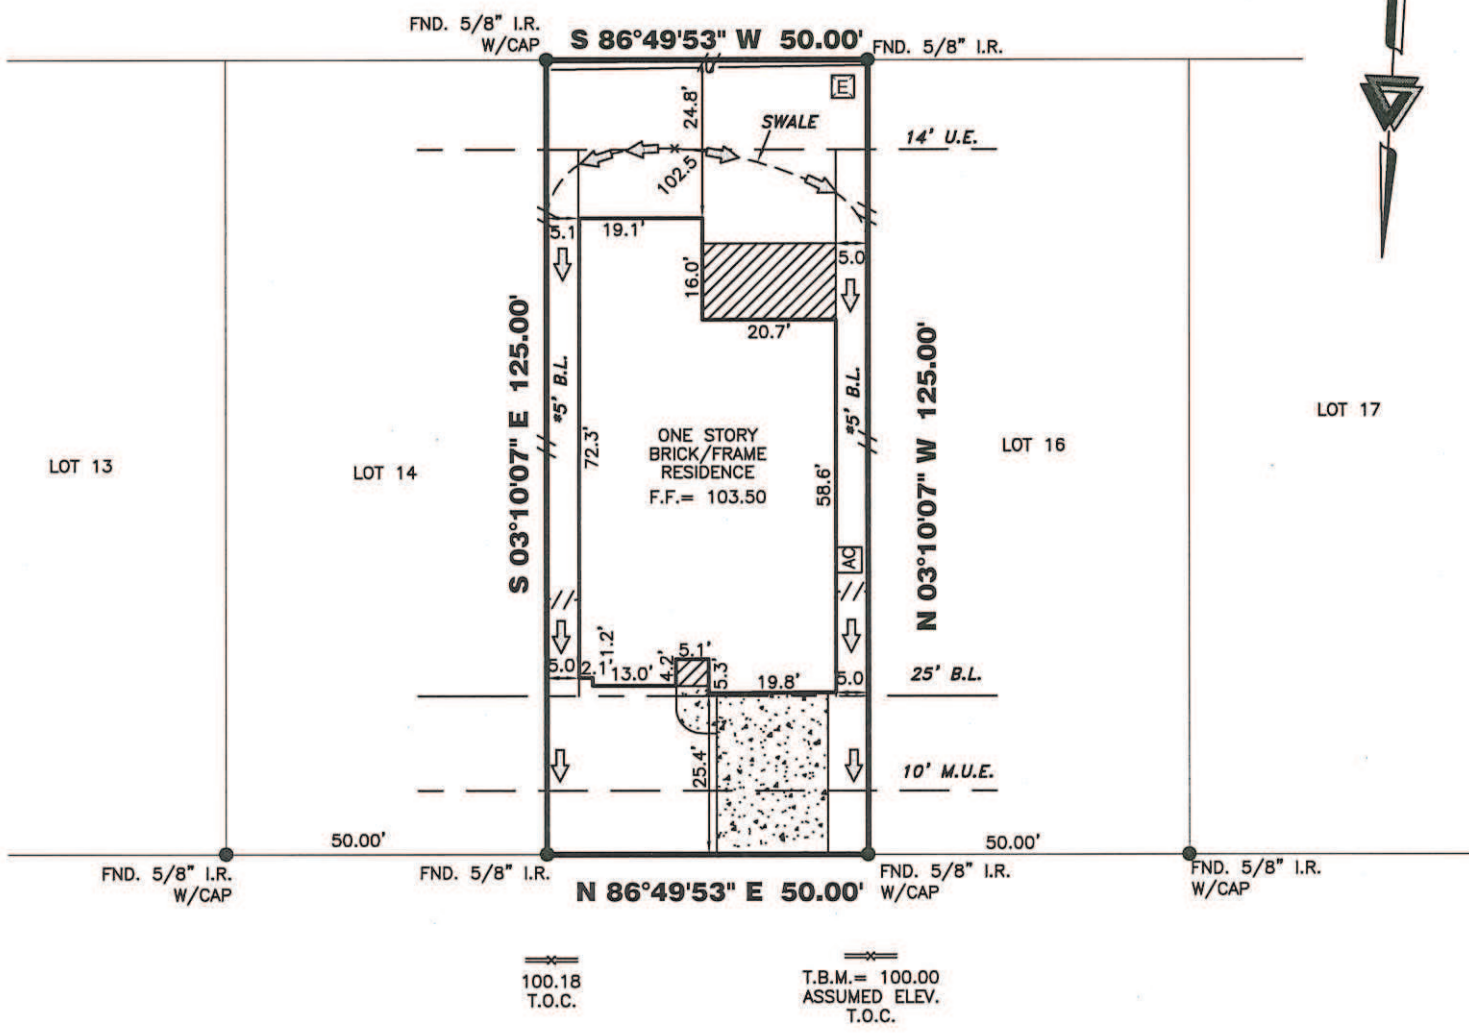 FND. 5/8" I.R.
W/CAP
S 86°49'53" W 50.00'
FND. 5/8" I.R.
E
24.8'
SWALE
14' U.E.
102.5
5.1
19.1'
16.0'
5.0
20.7'
S 03°10'07" E 125.00'
#5' B.L.
72.3'
ONE STORY
BRICK/FRAME
RESIDENCE
F.F.= 103.50
58.6'
#5' B.L.
N 03°10'07" W 125.00'
AC
LOT 13
LOT 14
LOT 16
LOT 17
5.0
2.1'
1.2'
13.0'
4.2'
5.1'
5.3'
19.8'
5.0
25' B.L.
25.4'
10' M.U.E.
50.00'
50.00'
FND. 5/8" I.R.
W/CAP
FND. 5/8" I.R.
N 86°49'53" E 50.00'
FND. 5/8" I.R.
W/CAP
FND. 5/8" I.R.
W/CAP
100.18
T.O.C.
T.B.M.= 100.00
ASSUMED ELEV.
T.O.C.